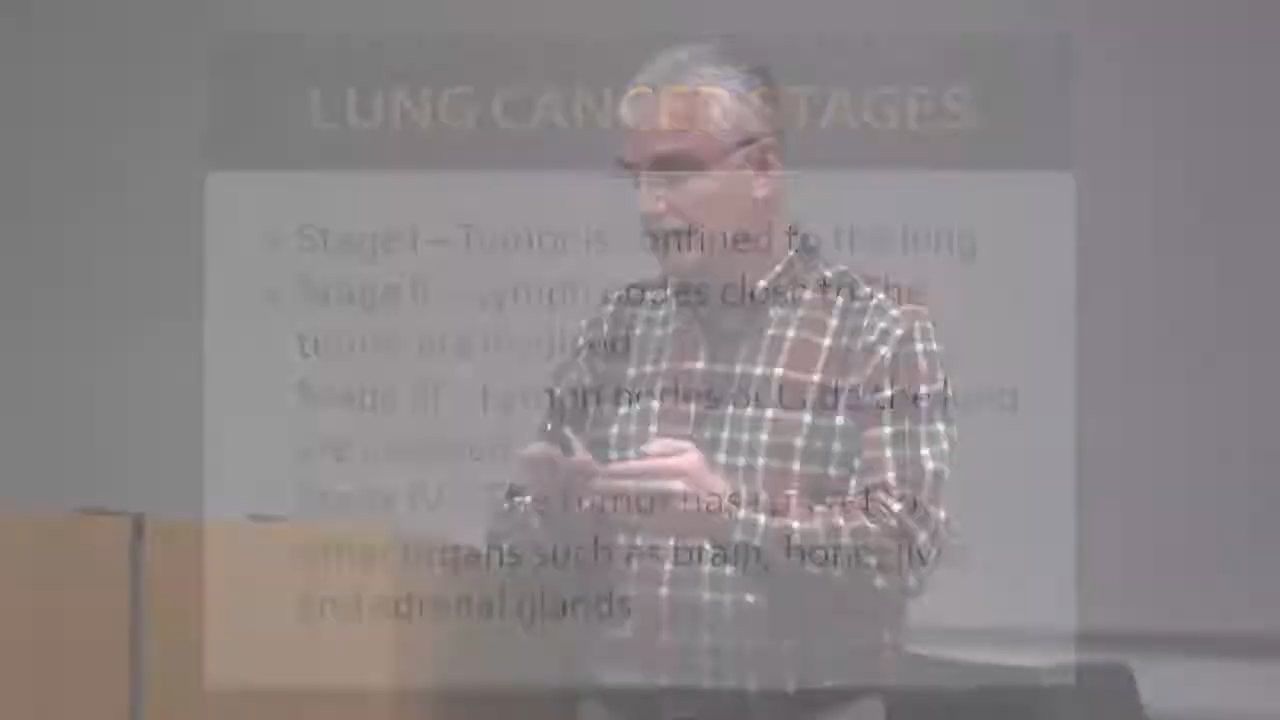 LUNG CANCER STAGES
Stage I – Tumor is confined to the lung
Stage II – Lymph nodes close to the
tumor are involved
Stage III – Lymph nodes outside the lung
are involved
Stage IV – The tumor has spread to
other organs such as brain, bone, liver
and adrenal glands